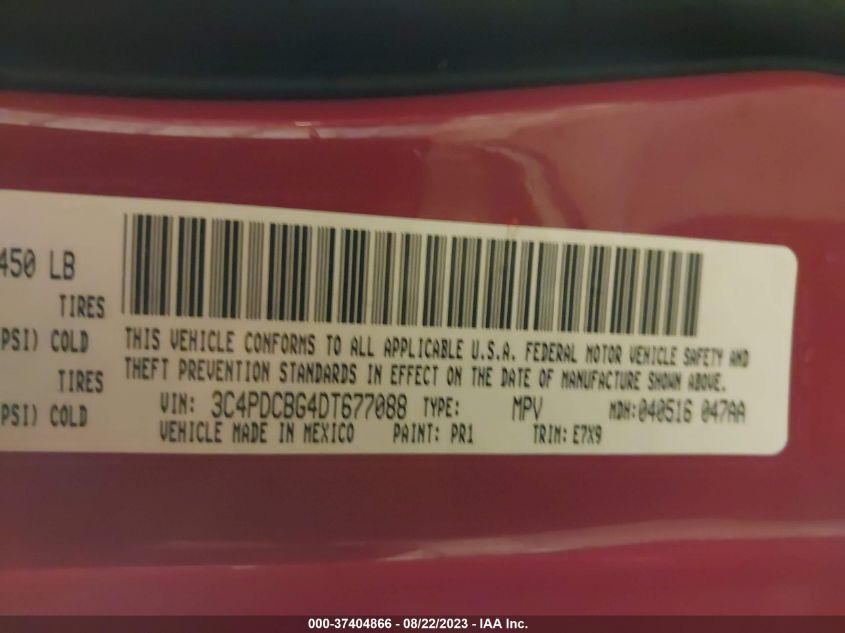 450 LB
TIRES
PSI) COLD
TIRES
PSI) COLD
THIS VEHICLE CONFORMS TO ALL APPLICABLE U.S.A. FEDERAL MOTOR VEHICLE SAFETY AND
THEFT PREVENTION STANDARDS IN EFFECT ON THE DATE OF MANUFACTURE SHOWN ABOVE.
VIN: 3C4PDCBG4DT677088 TYPE: MPV MDH:040516 047AA
VEHICLE MADE IN MEXICO PAINT: PR1 TRIM: E7X9
000-37404866 - 08/22/2023 - IAA Inc.